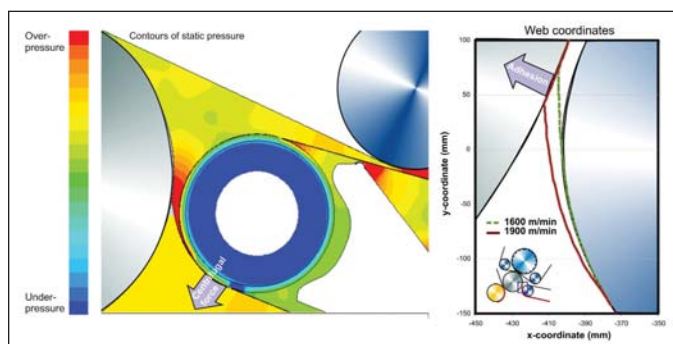 Over-
pressure
Contours of static pressure
Under-
pressure
Centrifugal
force
Web coordinates
Adhesion
y-coordinate (mm)
100
50
0
-50
-100
-150
1600 m/min
1900 m/min
-450
-430
-410
-390
-370
-350
x-coordinate (mm)